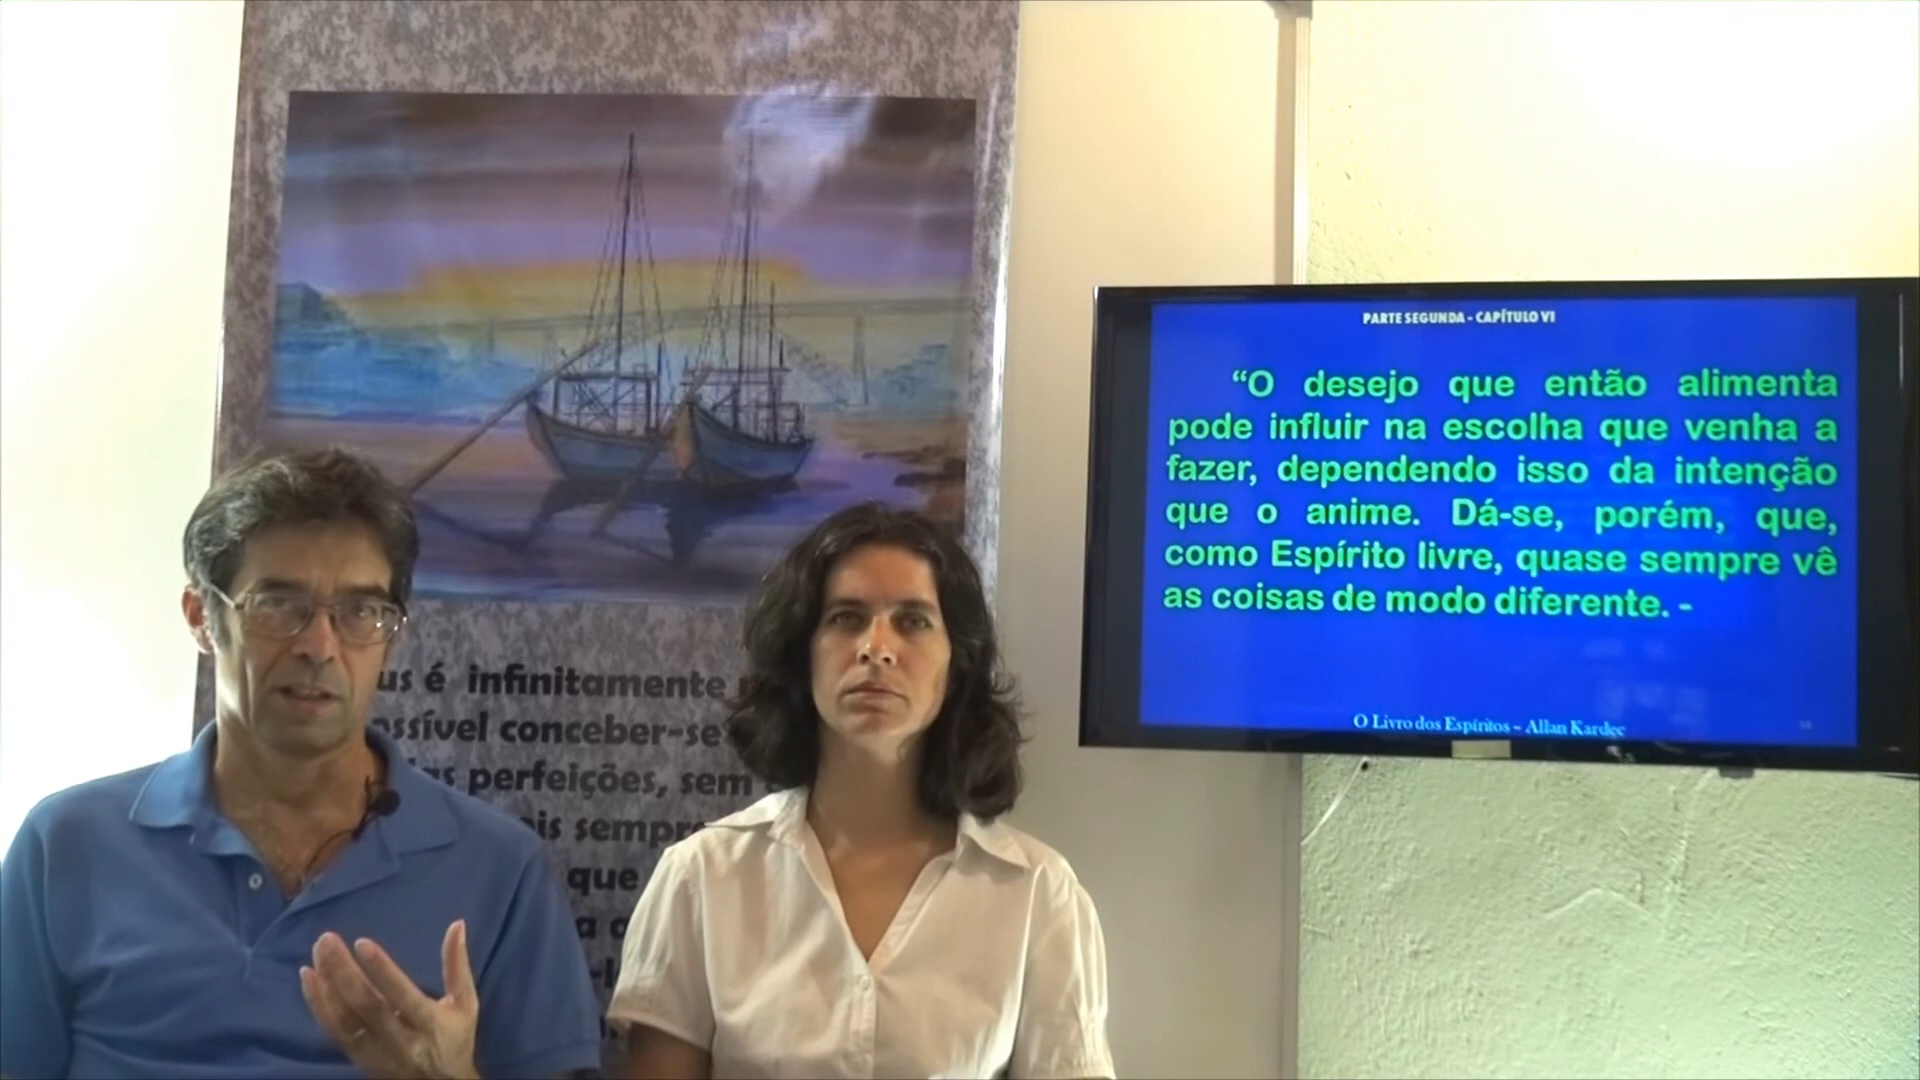 us é infinitamente
ossível conceber-se
perfeições, sem
is sempre
que
PARTE SEGUNDA - CAPÍTULO VI
“O desejo que então alimenta
pode influir na escolha que venha a
fazer, dependendo isso da intenção
que o anime. Dá-se, porém, que,
como Espírito livre, quase sempre vê
as coisas de modo diferente. -
O Livro dos Espíritos – Allan Kardec